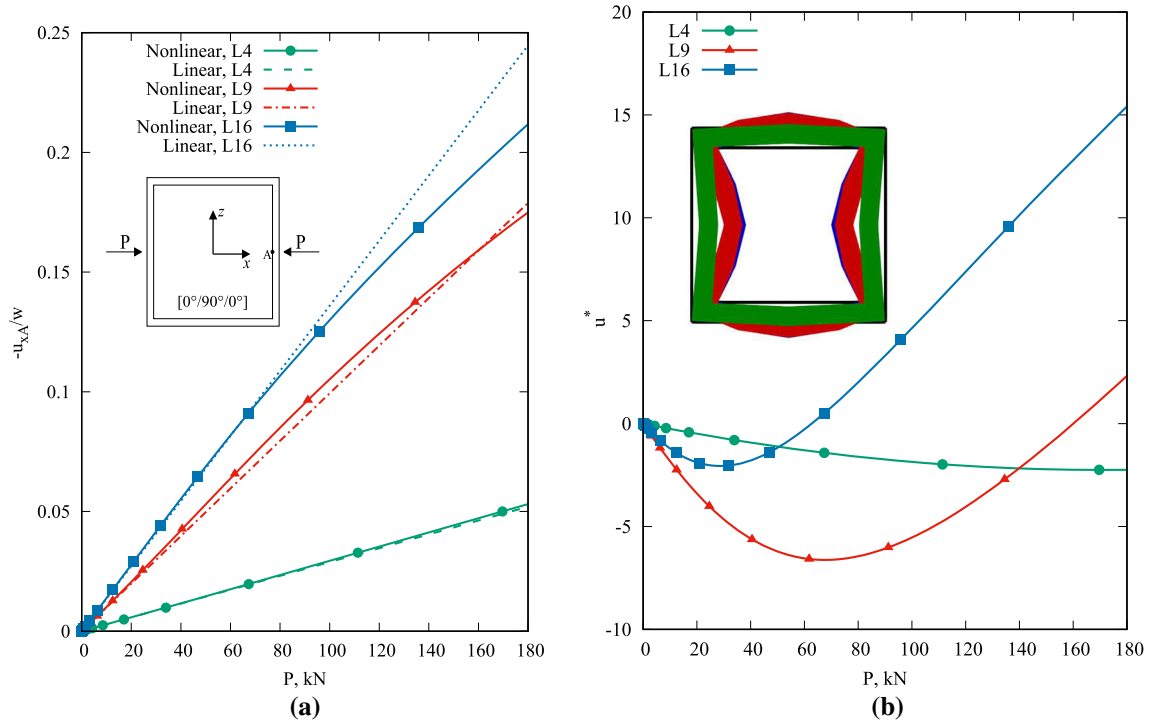 -0.25
0.2
0.15
0.1
0.05
0
-u_xA/w
Nonlinear, L4
Linear, L4
Nonlinear, L9
Linear, L9
Nonlinear, L16
Linear, L16
z
P
P
A
x
[0°/90°/0°]
0 20 40 60 80 100 120 140 160 180
P, kN
(a)
20
15
10
5
0
-5
-10
u*
L4
L9
L16
0 20 40 60 80 100 120 140 160 180
P, kN
(b)